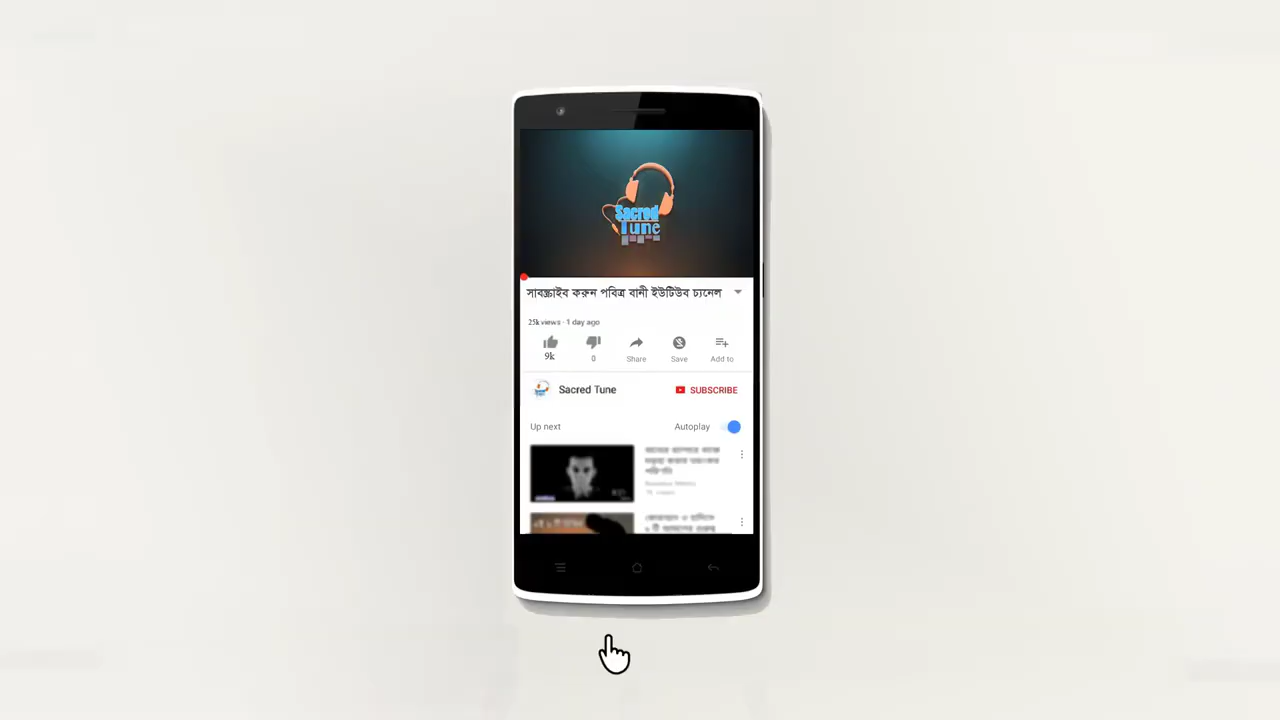 Sacred
Tune
সাবস্ক্রাইব করুন পবিত্র বানী ইউটিউব চ্যনেল
25k views · 1 day ago
9k
0
Share
Save
Add to
Sacred Tune
SUBSCRIBE
Up next
Autoplay